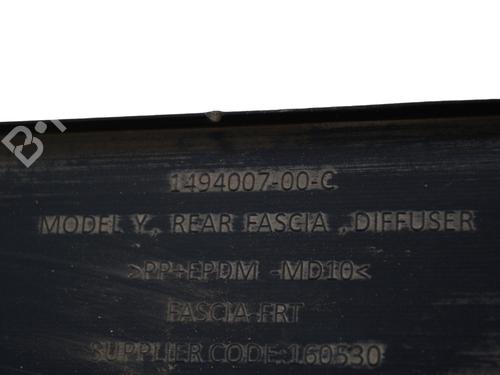 1494007-00-C
MODEL Y , REAR FASCIA , DIFFUSER
>PP+EPDM -MD10<
FASCIA FRT
SUPPLIER CODE:160530